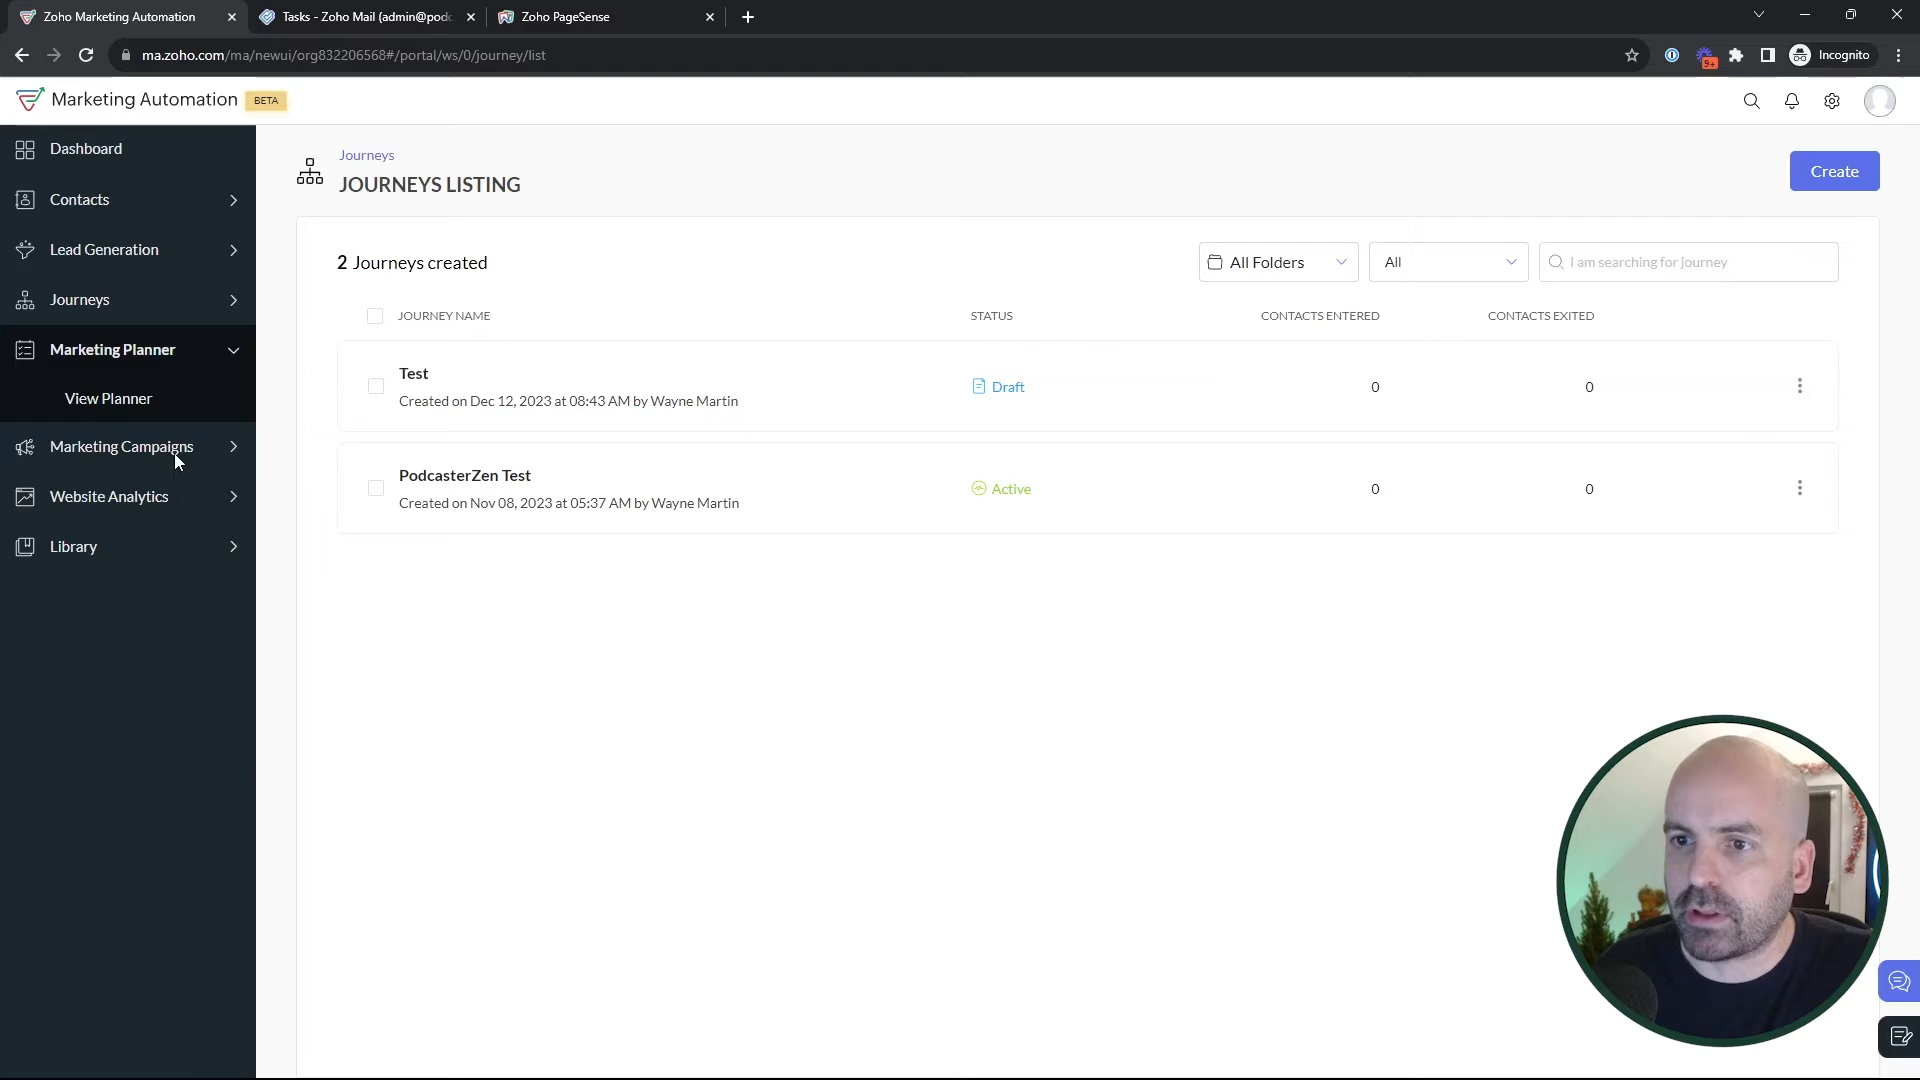 Zoho Marketing Automation
Tasks - Zoho Mail (admin@podc
Zoho PageSense
ma.zoho.com/ma/newui/org832206568#/portal/ws/0/journey/list
9+
Incognito
Marketing Automation
BETA
Dashboard
Contacts
Lead Generation
Journeys
Marketing Planner
View Planner
Marketing Campaigns
Website Analytics
Library
Journeys
JOURNEYS LISTING
Create
2 Journeys created
All Folders
All
I am searching for journey
JOURNEY NAME
STATUS
CONTACTS ENTERED
CONTACTS EXITED
Test
Created on Dec 12, 2023 at 08:43 AM by Wayne Martin
Draft
0
0
PodcasterZen Test
Created on Nov 08, 2023 at 05:37 AM by Wayne Martin
Active
0
0